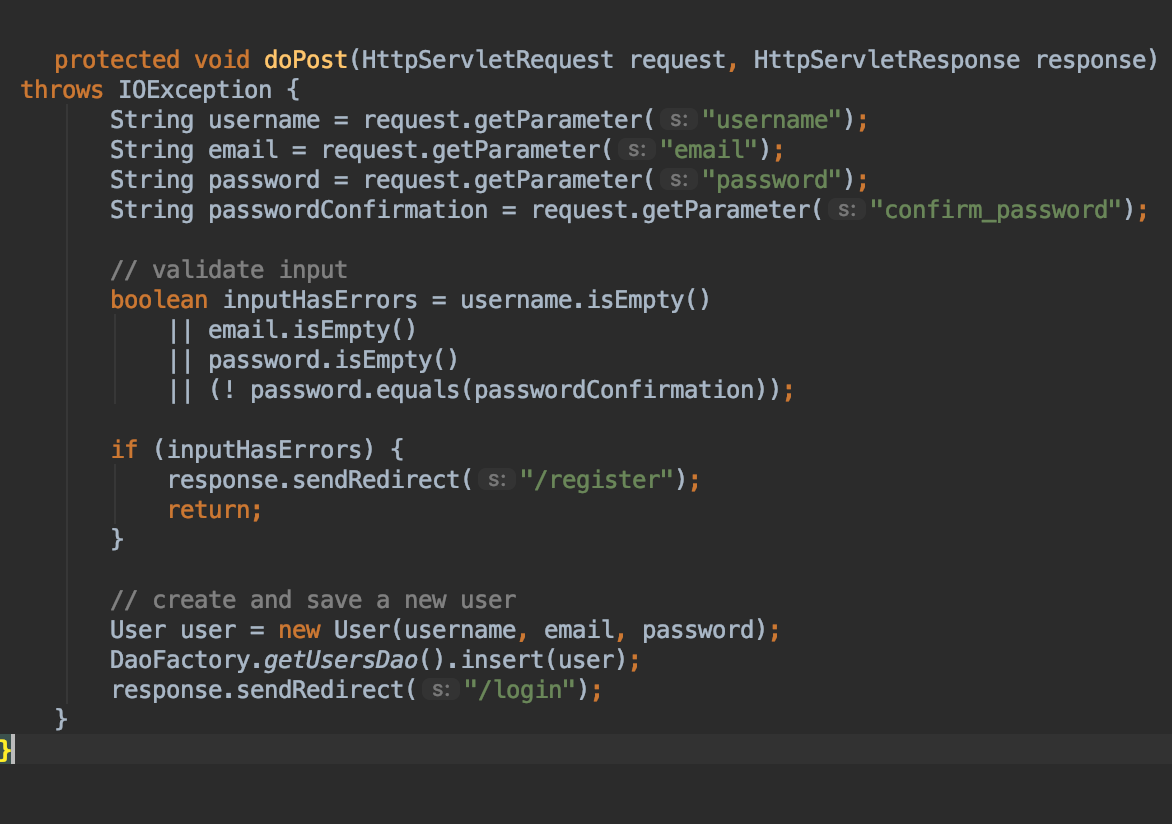 protected void doPost(HttpServletRequest request, HttpServletResponse response)
throws IOException {
String username = request.getParameter( s: "username");
String email = request.getParameter( s: "email");
String password = request.getParameter( s: "password");
String passwordConfirmation = request.getParameter( s: "confirm_password");
// validate input
boolean inputHasErrors = username.isEmpty()
|| email.isEmpty()
|| password.isEmpty()
|| (! password.equals(passwordConfirmation));
if (inputHasErrors) {
response.sendRedirect( s: "/register");
return;
}
// create and save a new user
User user = new User(username, email, password);
DaoFactory.getUsersDao().insert(user);
response.sendRedirect( s: "/login");
}
}